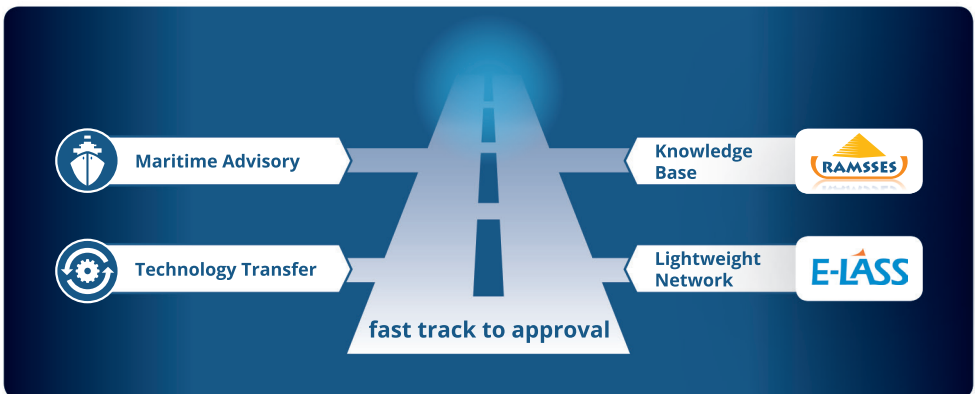 Maritime Advisory
Knowledge
Base
RAMSSES
Technology Transfer
Lightweight
Network
E-LASS
fast track to approval